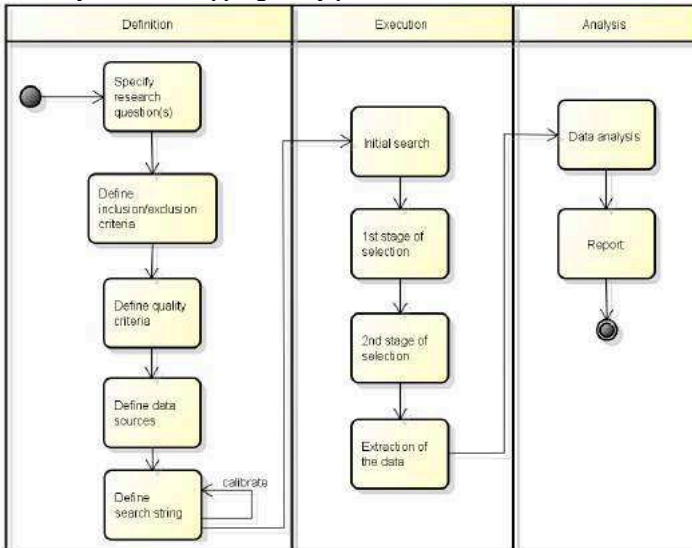 Definition
Execution
Analysis
Specify
research
question(s)
Define
inclusion/exclusion
criteria
Define quality
criteria
Define data
sources
Define
search string
calibrate
Initial search
1st stage of
selection
2nd stage of
selection
Extraction of
the data
Data analysis
Report